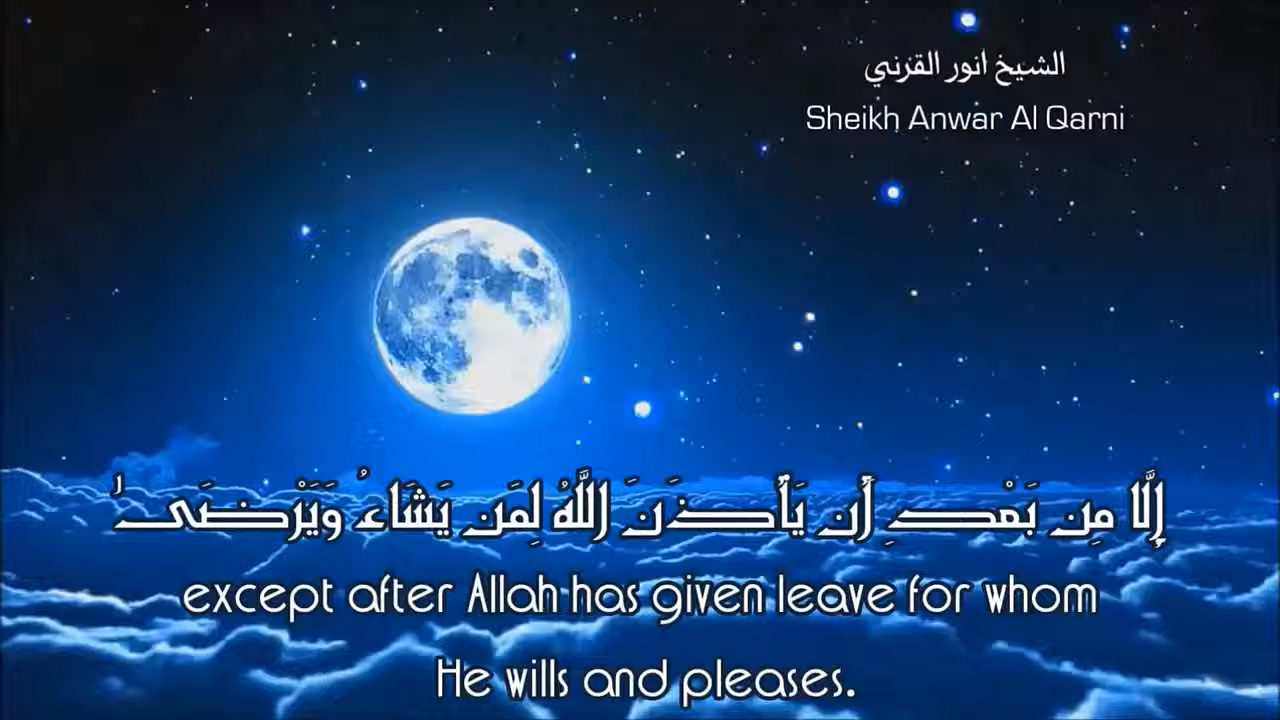 الشيخ انور القرني
Sheikh Anwar Al Qarni
إِلَّا مِن بَعْدِ أَن يَأْذَنَ اللَّهُ لِمَن يَشَاءُ وَيَرْضَىٰ
except after Allah has given leave for whom
He wills and pleases.